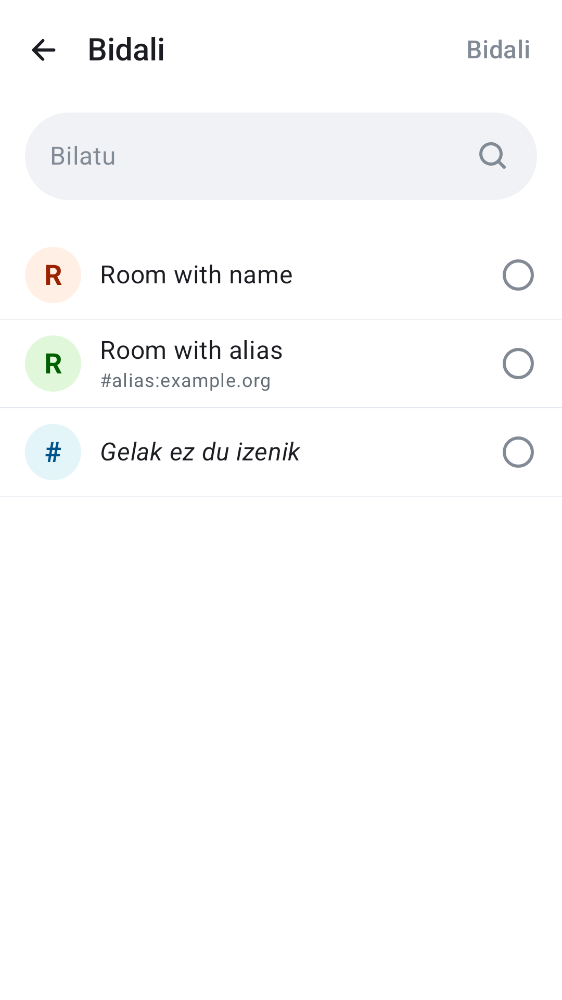 Bidali
Bidali
Bilatu
R
Room with name
R
Room with alias
#alias:example.org
#
Gelak ez du izenik